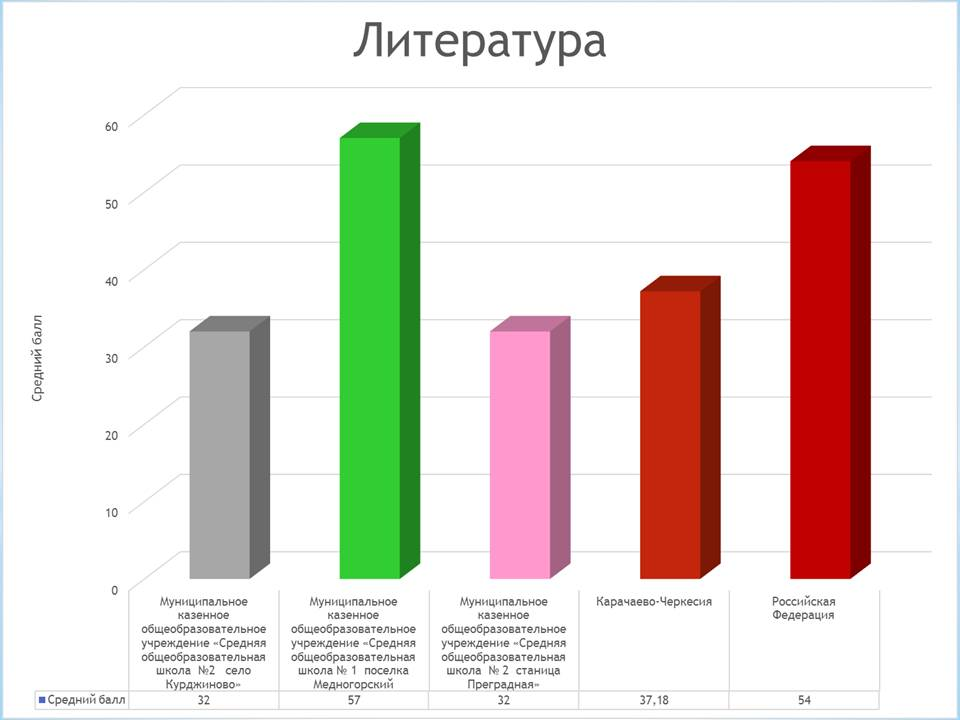 Литература
Средний балл
60
50
40
30
20
10
0
Муниципальное
казенное
общеобразовательное
учреждение «Средняя
общеобразовательная
школа №2 село
Курджиново»
Муниципальное
казенное
общеобразовательное
учреждение «Средняя
общеобразовательная
школа № 1 поселка
Медногорский
Муниципальное
казенное
общеобразовательное
учреждение «Средняя
общеобразовательная
школа № 2 станица
Преградная»
Карачаево-Черкесия
Российская
Федерация
Средний балл 32 57 32 37,18 54